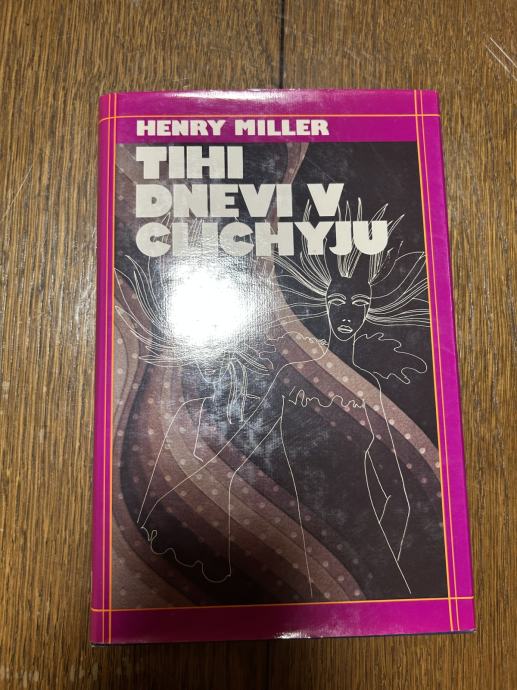 HENRY MILLER
TIHI
DNEVI V
CLICHYJU